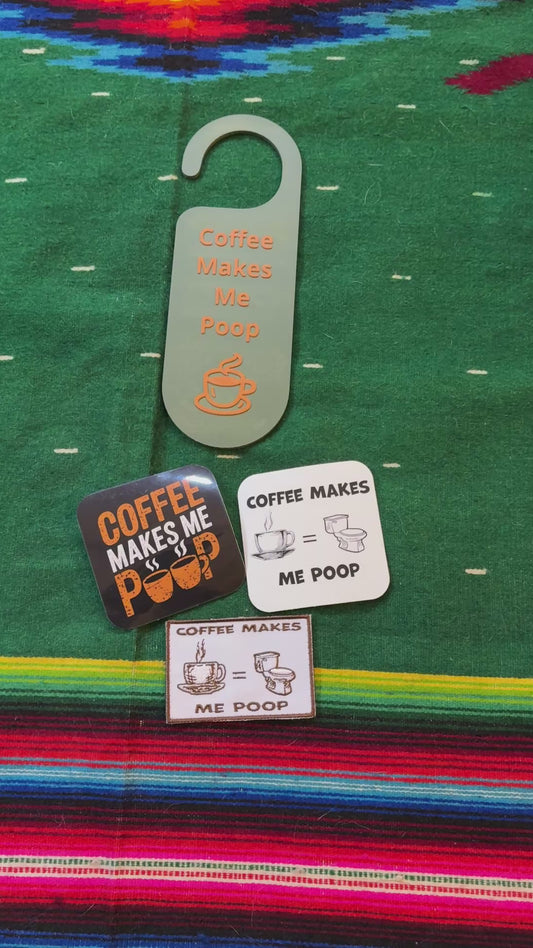 Coffee
Makes
Me
Poop
COFFEE
MAKES ME
POOP
COFFEE MAKES
=
ME POOP
COFFEE MAKES
=
ME POOP